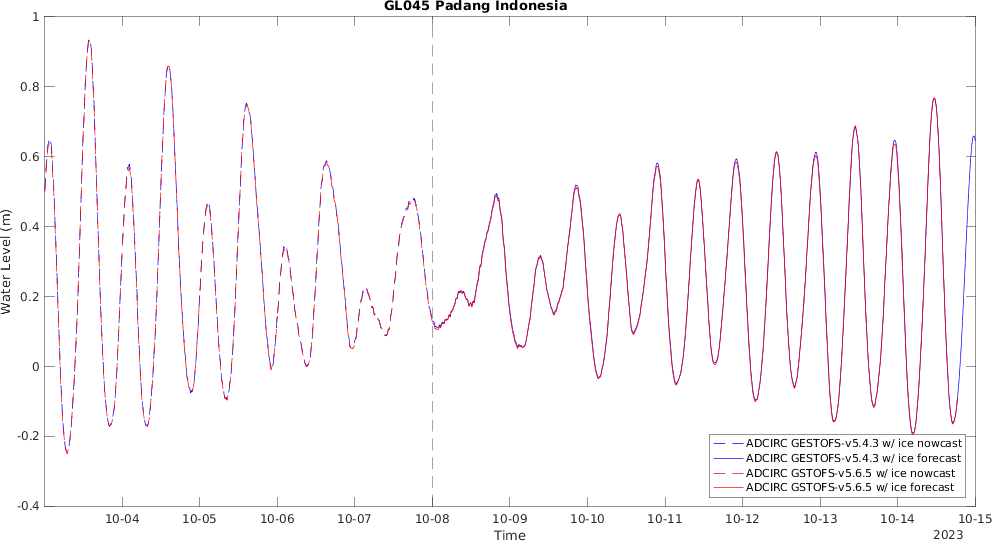 GL045 Padang Indonesia
Water Level (m)
1
0.8
0.6
0.4
0.2
0
-0.2
-0.4
ADCIRC GESTOFS-v5.4.3 w/ ice nowcast
ADCIRC GESTOFS-v5.4.3 w/ ice forecast
ADCIRC GSTOFS-v5.6.5 w/ ice nowcast
ADCIRC GSTOFS-v5.6.5 w/ ice forecast
10-04 10-05 10-06 10-07 10-08 10-09 10-10 10-11 10-12 10-13 10-14 10-15
Time
2023